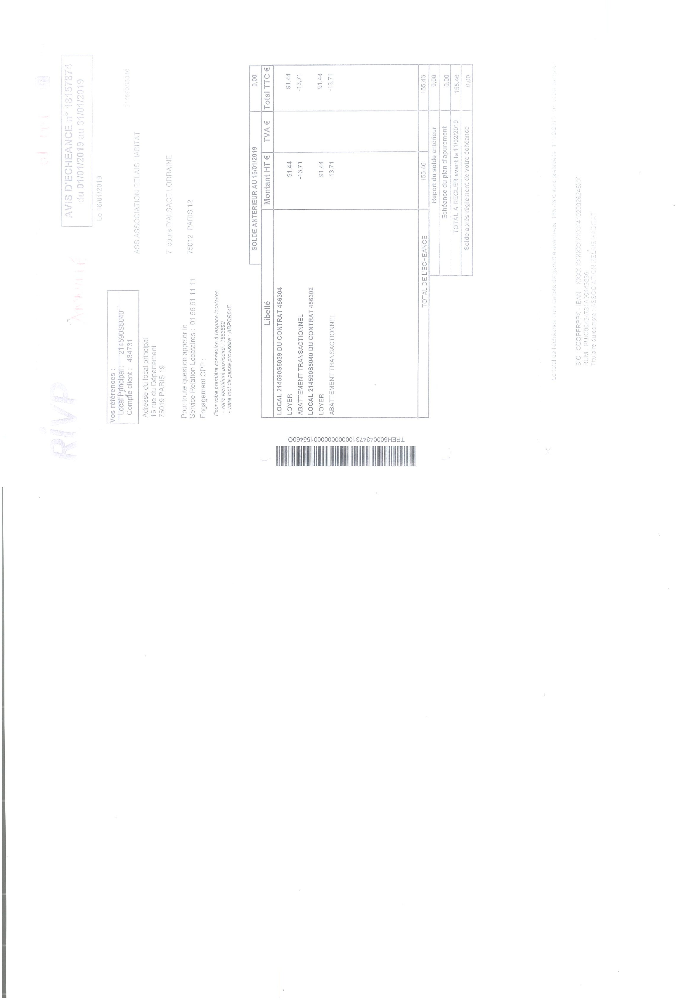 RIVP
AVIS D'ECHEANCE n° 18157874
du 01/01/2019 au 31/01/2019
Le 16/01/2019
Vos références :
Local Principal : 214590S5040
Compte client : 434731
214590S5040
ASS ASSOCIATION RELAIS HABITAT
Adresse du local principal
15 rue du Département
75019 PARIS 19
7 cours D'ALSACE LORRAINE
75012 PARIS 12
Pour toute question appeler le
Service Relation Locataires : 01 56 61 11 11
Engagement CPP :
Pour votre première connexion à l'espace locataires.
- votre identifiant provisoire : 1663892
- votre mot de passe provisoire : ABPDR54E
SOLDE ANTERIEUR AU 16/01/2019 0,00
Libellé Montant HT € TVA € Total TTC €
LOCAL 214590S5039 DU CONTRAT 456304
LOYER 91,44 91,44
ABATTEMENT TRANSACTIONNEL -13,71 -13,71
LOCAL 214590S5040 DU CONTRAT 456302
LOYER 91,44 91,44
ABATTEMENT TRANSACTIONNEL -13,71 -13,71
TOTAL DE L'ECHEANCE 155,46 155,46
Report du solde antérieur 0,00
Echéance du plan d'apurement 0,00
TOTAL A REGLER avant le 11/02/2019 155,46
Solde après règlement de votre échéance 0,00
TREH6000434731000000000001554600
Le total de l'échéance hors dépôts de garantie éventuels, 155,46 € sera prélevé le 11/02/2019
BIC : CCOPFRPPX - IBAN : XXXX XXXXXXXXXX41020026248XX
RUM : RUIC00434731A00443236
Titulaire du compte : ASSOCIATION RELAIS HABITAT